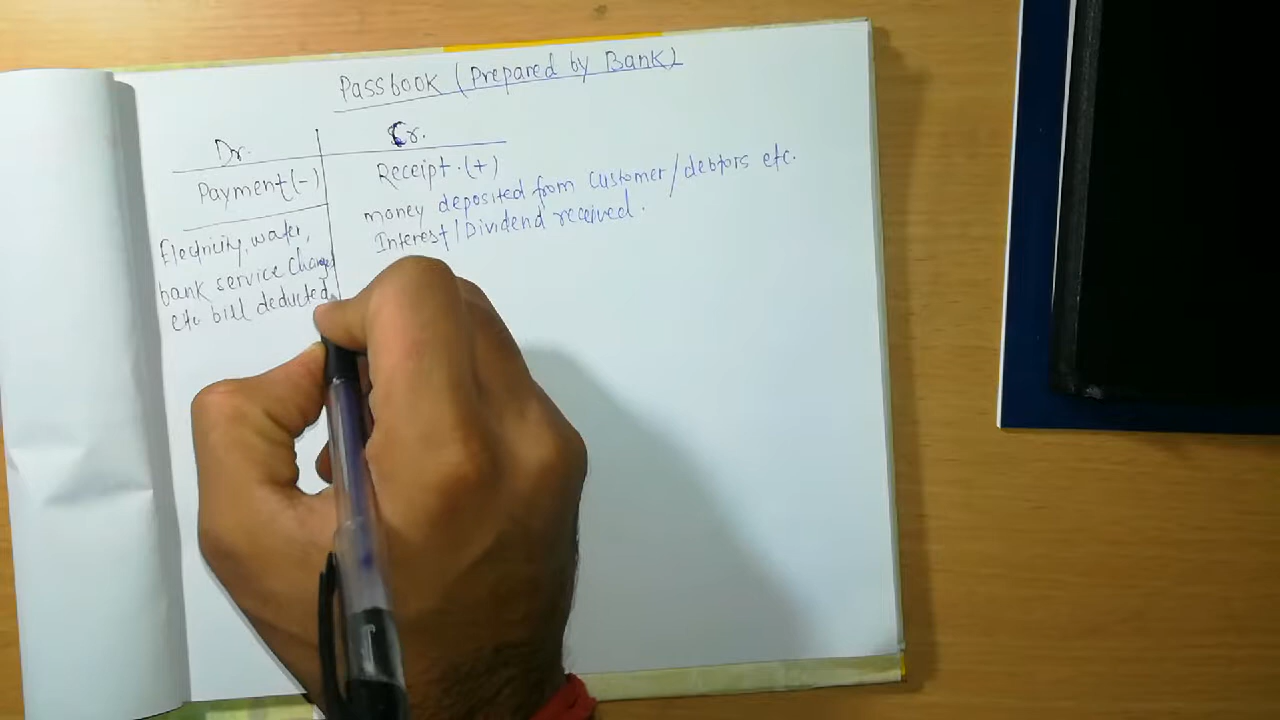 Passbook (Prepared by Bank)
Dr. Cr.
Payment (-) Receipt. (+)
money deposited from customer/debtors etc.
Interest/Dividend received.
Electricity, water,
bank service charges
etc bill deducted